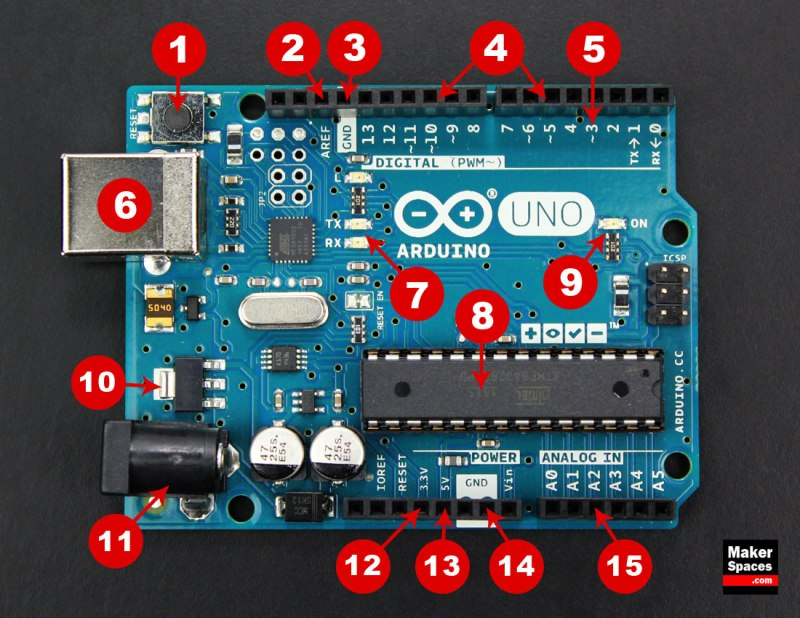 1
2
3
4
5
RESET
AREF
GND
13
12
~11
~10
~9
8
7
~6
~5
4
~3
2
TX→1
RX←0
DIGITAL (PWM~)
JP2
L
TX
RX
®
UNO
ON
ARDUINO
ICSP
6
7
9
8
RESET EN
5040
™
10
ARDUINO.CC
47
25s.
E54
47
25s.
E54
POWER
ANALOG IN
IOREF
RESET
3.3V
5V
GND
Vin
A0
A1
A2
A3
A4
A5
11
12
13
14
15
Maker
Spaces
.com